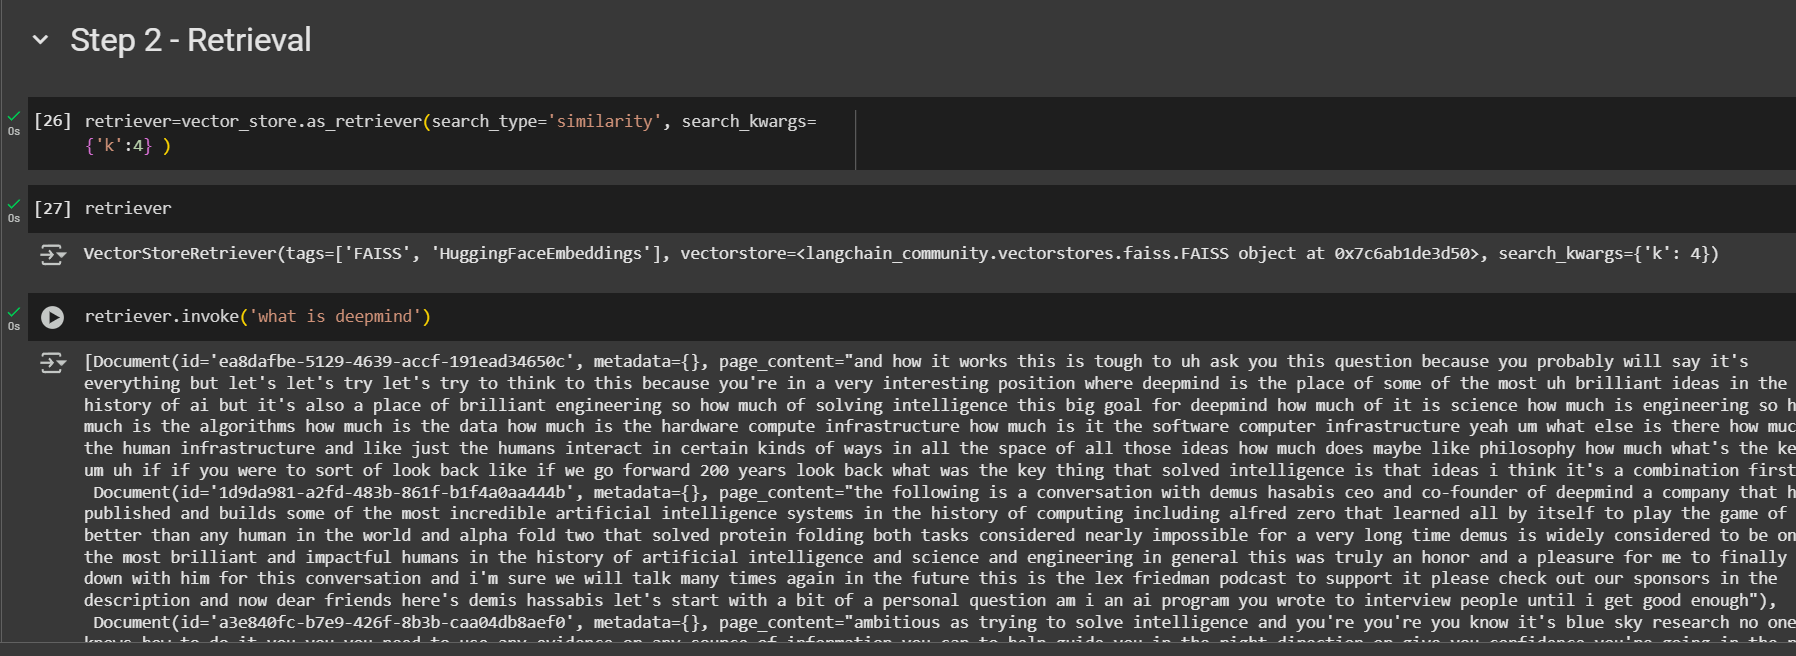 Step 2 - Retrieval
[26] retriever=vector_store.as_retriever(search_type='similarity', search_kwargs=
{'k':4} )
0s
[27] retriever
0s
VectorStoreRetriever(tags=['FAISS', 'HuggingFaceEmbeddings'], vectorstore=<langchain_community.vectorstores.faiss.FAISS object at 0x7c6ab1de3d50>, search_kwargs={'k': 4})
retriever.invoke('what is deepmind')
0s
[Document(id='ea8dafbe-5129-4639-accf-191ead34650c', metadata={}, page_content="and how it works this is tough to uh ask you this question because you probably will say it's
everything but let's let's try let's try to think to this because you're in a very interesting position where deepmind is the place of some of the most uh brilliant ideas in the
history of ai but it's also a place of brilliant engineering so how much of solving intelligence this big goal for deepmind how much of it is science how much is engineering so
much is the algorithms how much is the data how much is the hardware compute infrastructure how much is it the software computer infrastructure yeah um what else is there how
the human infrastructure and like just the humans interact in certain kinds of ways in all the space of all those ideas how much does maybe like philosophy how much what's the
um uh if if you were to sort of look back like if we go forward 200 years look back what was the key thing that solved intelligence is that ideas i think it's a combination first
Document(id='1d9da981-a2fd-483b-861f-b1f4a0aa444b', metadata={}, page_content="the following is a conversation with demus hasabis ceo and co-founder of deepmind a company that
published and builds some of the most incredible artificial intelligence systems in the history of computing including alfred zero that learned all by itself to play the game of
better than any human in the world and alpha fold two that solved protein folding both tasks considered nearly impossible for a very long time demus is widely considered to be
the most brilliant and impactful humans in the history of artificial intelligence and science and engineering in general this was truly an honor and a pleasure for me to finally
down with him for this conversation and i'm sure we will talk many times again in the future this is the lex friedman podcast to support it please check out our sponsors in the
description and now dear friends here's demis hassabis let's start with a bit of a personal question am i an ai program you wrote to interview people until i get good enough"),
Document(id='a3e840fc-b7e9-426f-8b3b-caa04db8aef0', metadata={}, page_content="ambitious as trying to solve intelligence and you're you're you know it's blue sky research no one